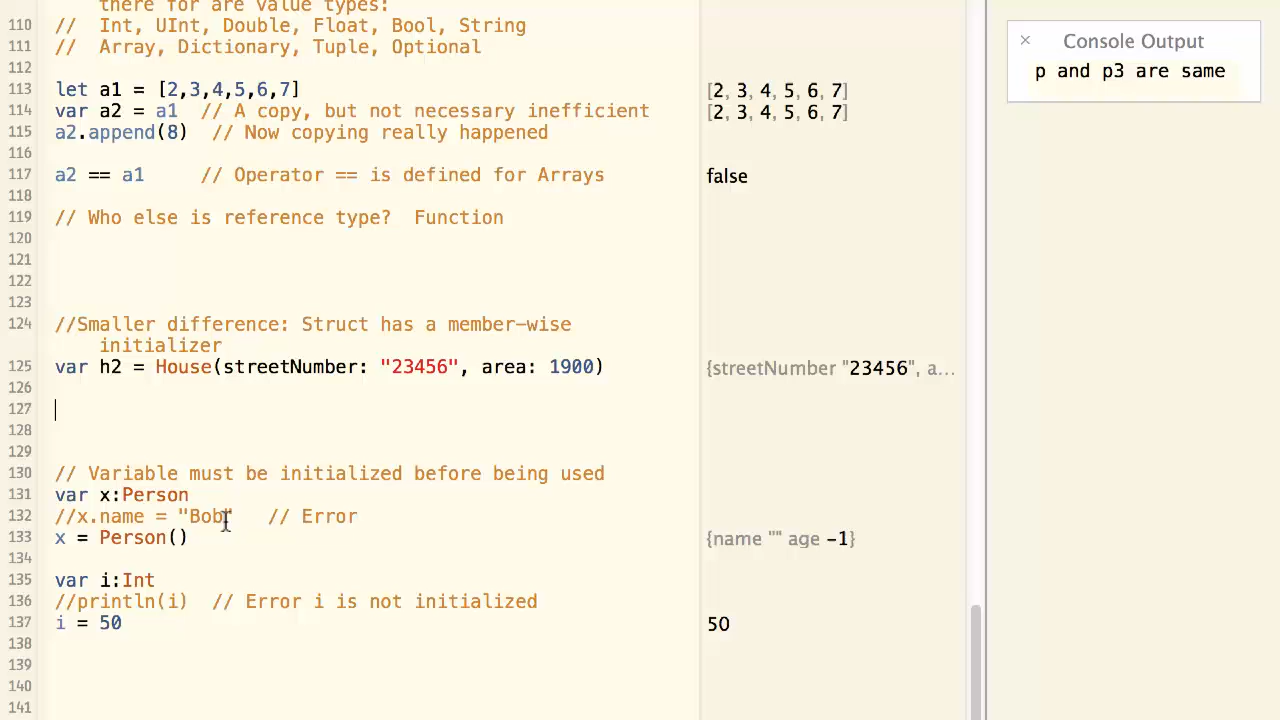 there for are value types:
110 //  Int, UInt, Double, Float, Bool, String
111 //  Array, Dictionary, Tuple, Optional
112
113 let a1 = [2,3,4,5,6,7] [2, 3, 4, 5, 6, 7]
114 var a2 = a1  // A copy, but not necessary inefficient [2, 3, 4, 5, 6, 7]
115 a2.append(8)  // Now copying really happened
116
117 a2 == a1     // Operator == is defined for Arrays false
118
119 // Who else is reference type?  Function
120
121
122
123
124 //Smaller difference: Struct has a member-wise
initializer
125 var h2 = House(streetNumber: "23456", area: 1900) {streetNumber "23456", a...
126
127
128
129
130 // Variable must be initialized before being used
131 var x:Person
132 //x.name = "Bob"   // Error
133 x = Person() {name "" age -1}
134
135 var i:Int
136 //println(i)  // Error i is not initialized
137 i = 50 50
138
139
140
141
× Console Output
p and p3 are same